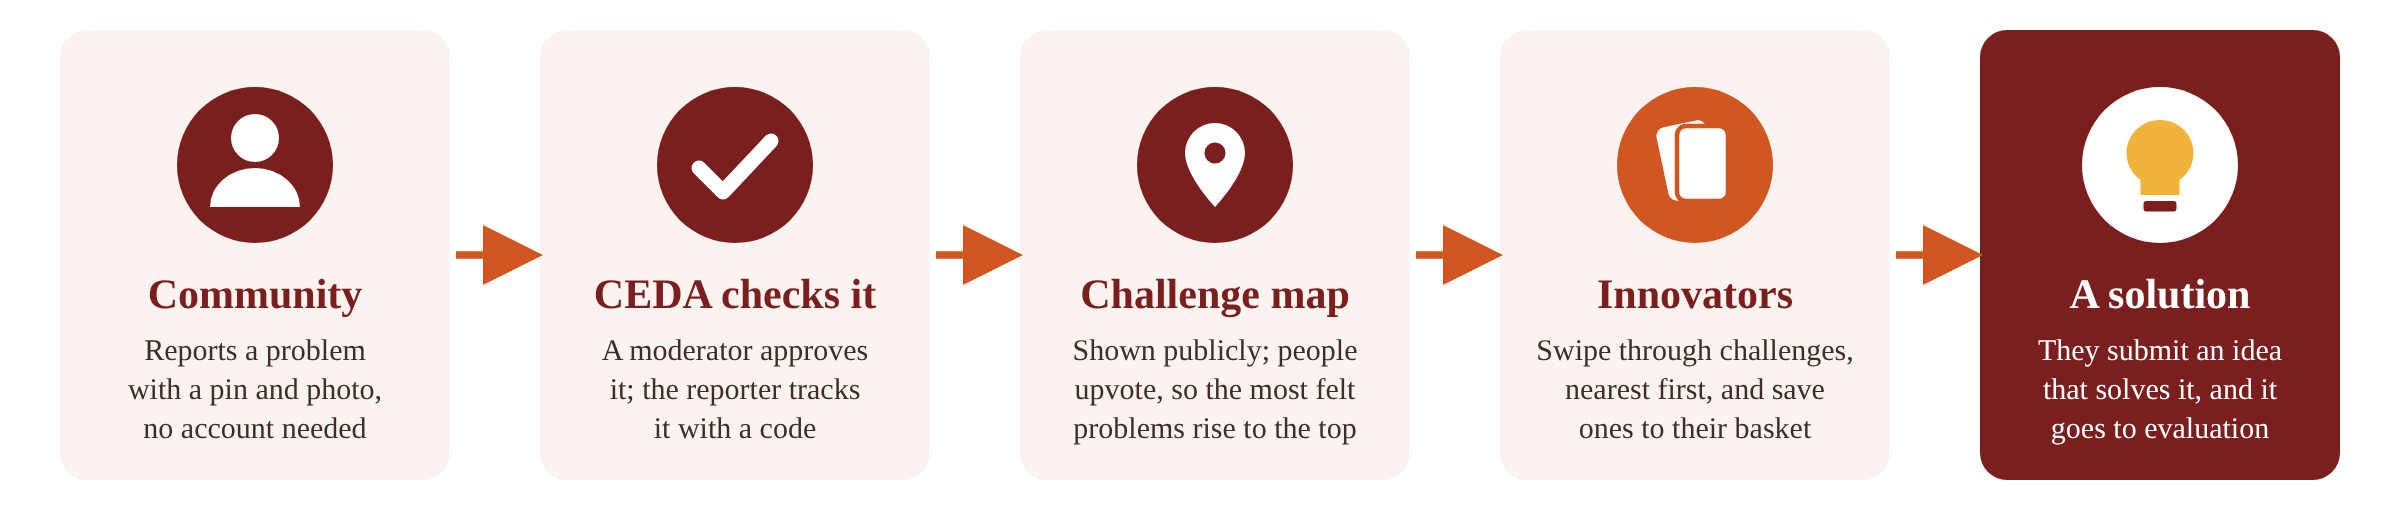 Community
Reports a problem
with a pin and photo,
no account needed
CEDA checks it
A moderator approves
it; the reporter tracks
it with a code
Challenge map
Shown publicly; people
upvote, so the most felt
problems rise to the top
Innovators
Swipe through challenges,
nearest first, and save
ones to their basket
A solution
They submit an idea
that solves it, and it
goes to evaluation